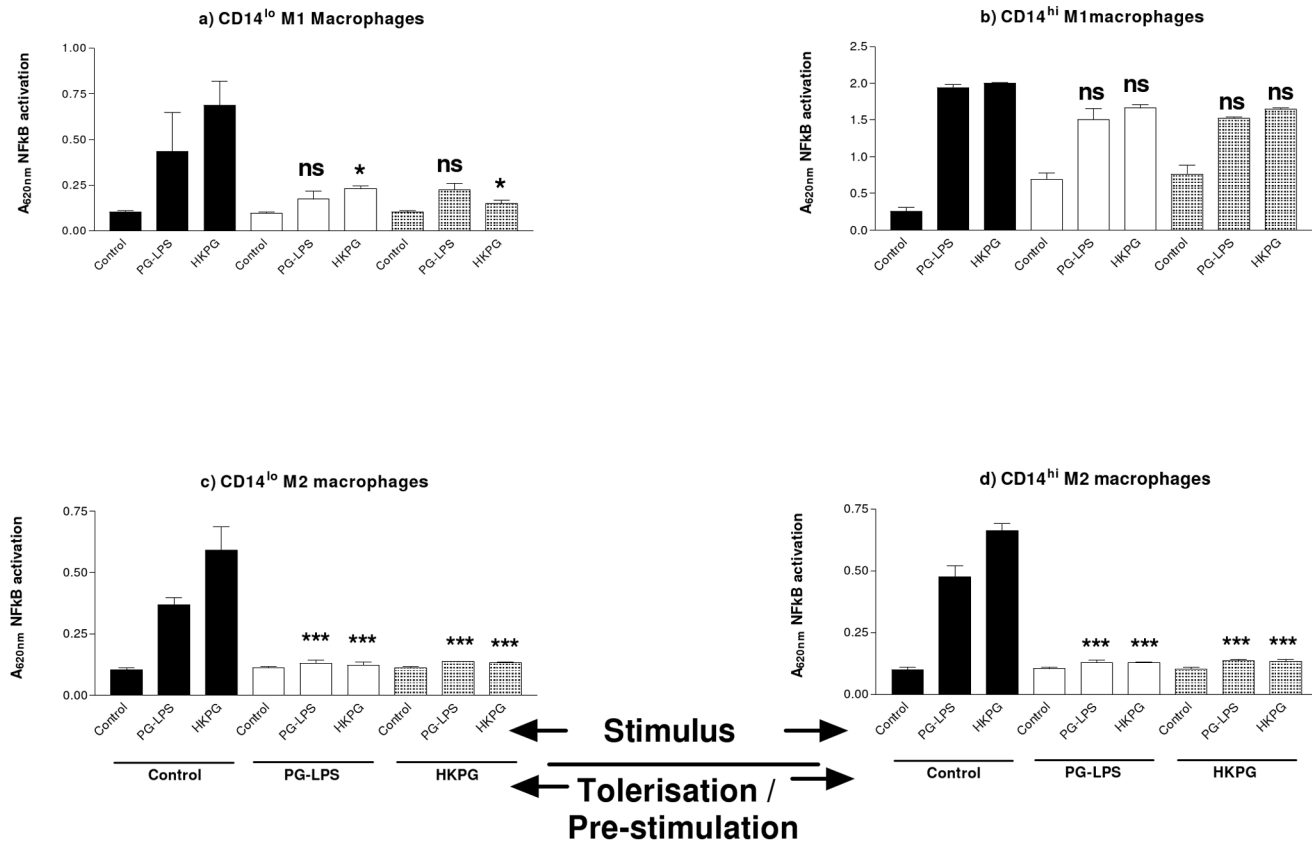 a) CD14lo M1 Macrophages
A620nm NFkB activation
1.00
0.75
0.50
0.25
0.00
ns
*
ns
*
Control
PG-LPS
HKPG
Control
PG-LPS
HKPG
Control
PG-LPS
HKPG
b) CD14hi M1macrophages
A620nm NFkB activation
2.5
2.0
1.5
1.0
0.5
0.0
ns
ns
ns
ns
Control
PG-LPS
HKPG
Control
PG-LPS
HKPG
Control
PG-LPS
HKPG
c) CD14lo M2 macrophages
A620nm NFkB activation
0.75
0.50
0.25
0.00
***
***
***
***
Control
PG-LPS
HKPG
Control
PG-LPS
HKPG
Control
PG-LPS
HKPG
Control
PG-LPS
HKPG
d) CD14hi M2 macrophages
A620nm NFkB activation
0.75
0.50
0.25
0.00
***
***
***
***
Control
PG-LPS
HKPG
Control
PG-LPS
HKPG
Control
PG-LPS
HKPG
Control
PG-LPS
HKPG
Stimulus
Tolerisation /
Pre-stimulation